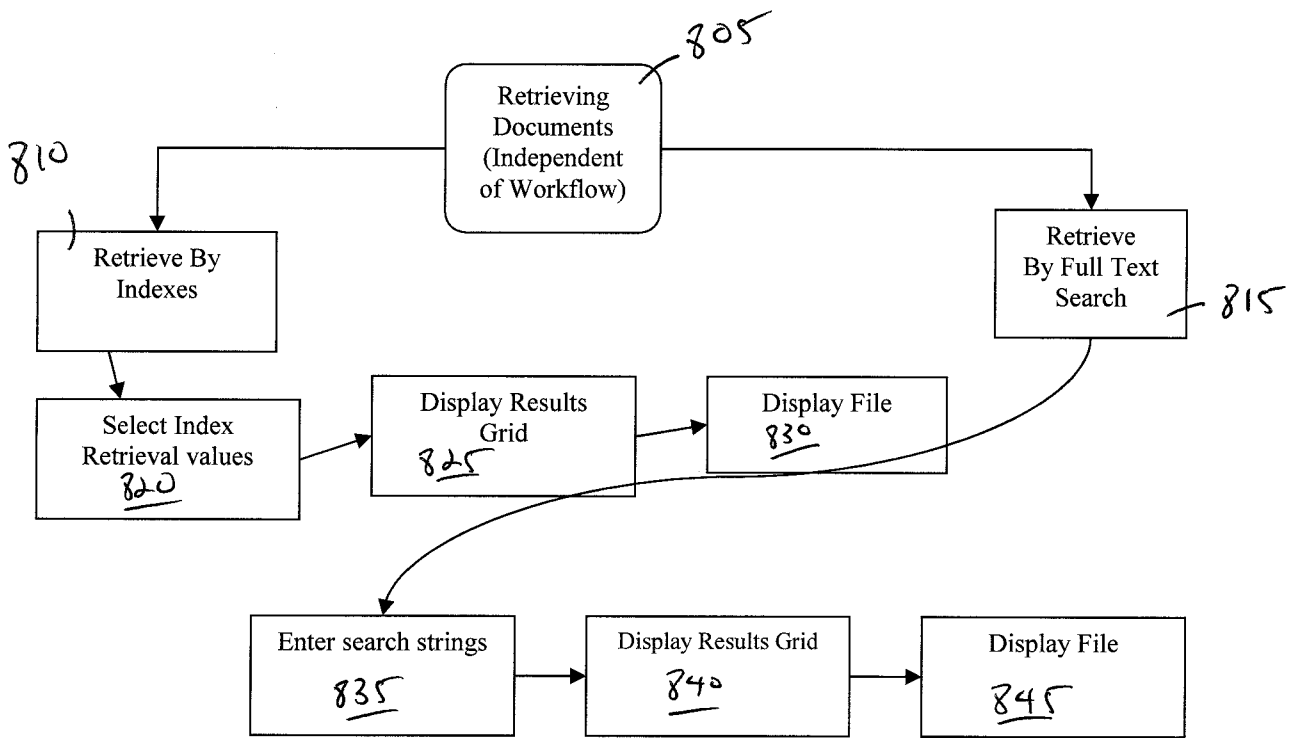 805
Retrieving
Documents
(Independent
of Workflow)
810
Retrieve By
Indexes
Retrieve
By Full Text
Search
815
Select Index
Retrieval values
820
Display Results
Grid
825
Display File
830
Enter search strings
835
Display Results Grid
840
Display File
845